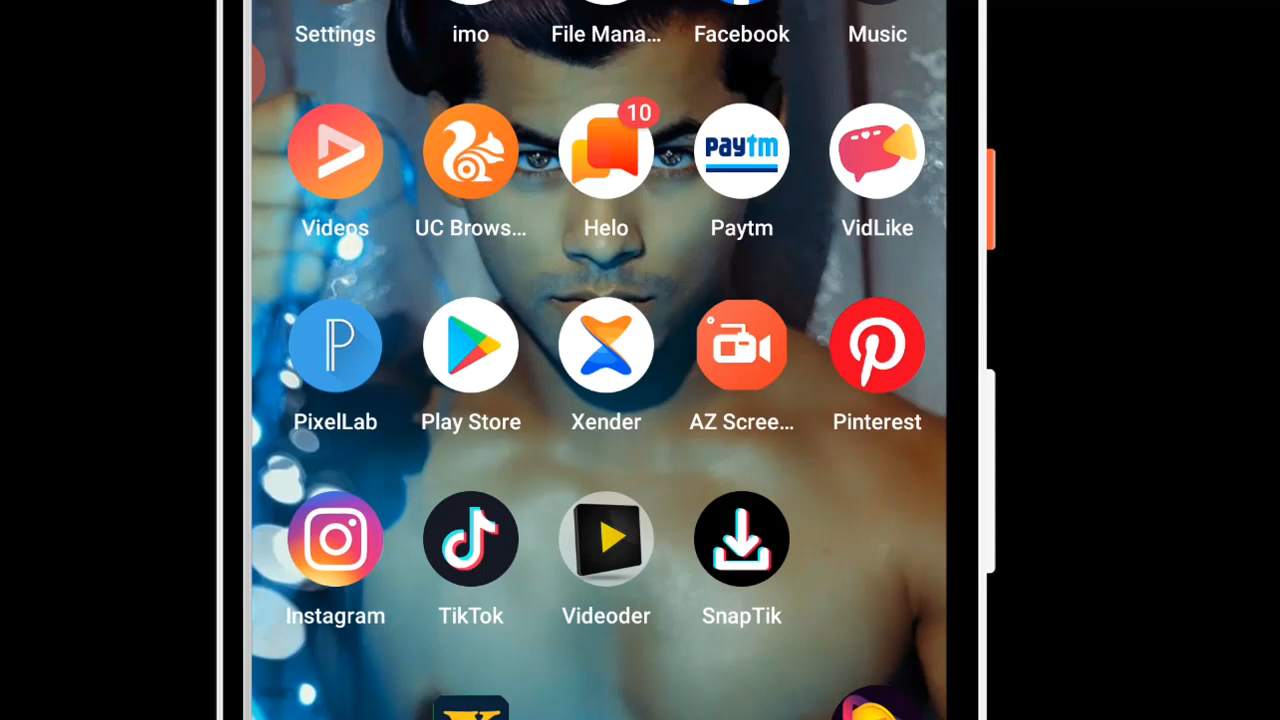 Settings imo File Mana... Facebook Music
10
paytm
Videos UC Brows... Helo Paytm VidLike
P
PixelLab Play Store Xender AZ Scree... Pinterest
Instagram TikTok Videoder SnapTik